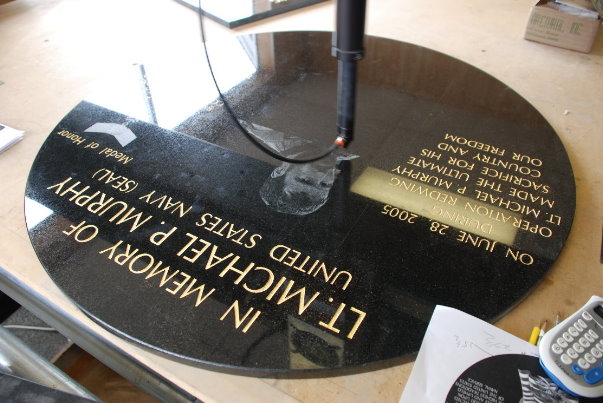 IN MEMORY OF
LT. MICHAEL P. MURPHY
UNITED STATES NAVY (SEAL)
Medal of Honor
ON JUNE 28, 2005
DURING
OPERATION REDWING
LT MICHAEL P. MURPHY
MADE THE ULTIMATE
SACRIFICE FOR HIS
COUNTRY AND
OUR FREEDOM